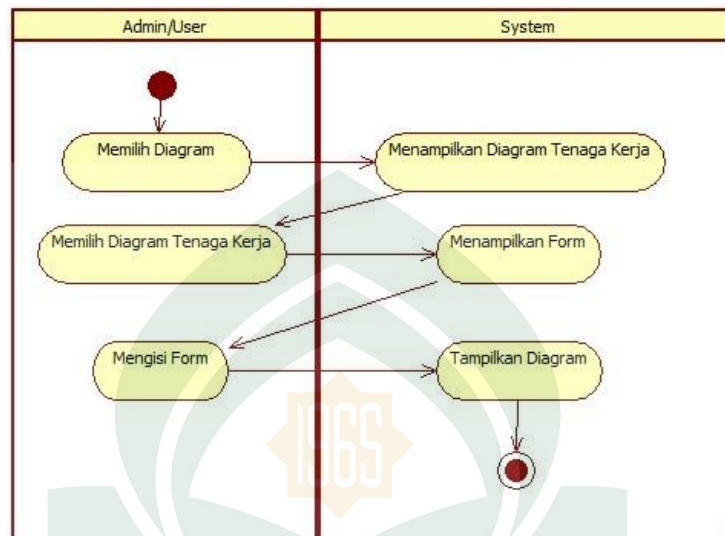 Admin/User
System
Memilih Diagram
Menampilkan Diagram Tenaga Kerja
Memilih Diagram Tenaga Kerja
Menampilkan Form
Mengisi Form
Tampilkan Diagram
1965